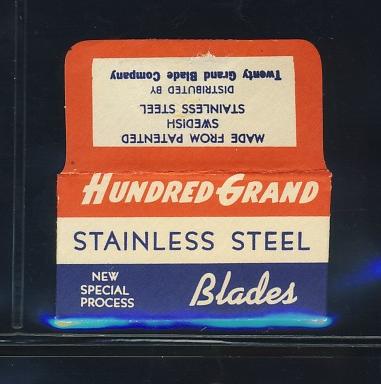 MADE FROM PATENTED
SWEDISH
STAINLESS STEEL
DISTRIBUTED BY
Twenty Grand Blade Company
HUNDRED GRAND
STAINLESS STEEL
NEW
SPECIAL
PROCESS
Blades